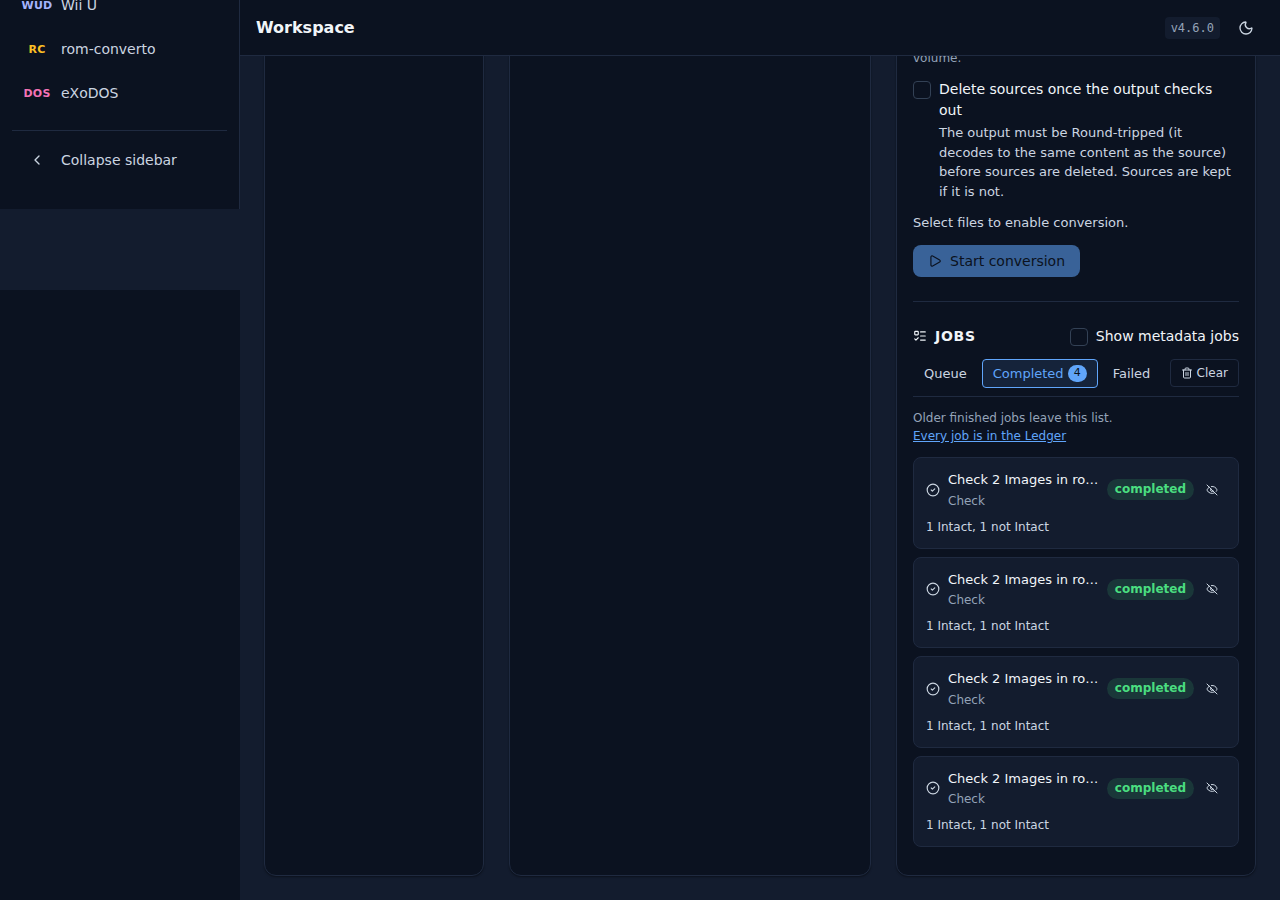 WUD Wii U
RC rom-converto
DOS eXoDOS
Collapse sidebar
Workspace
v4.6.0
volume.
Delete sources once the output checks
out
The output must be Round-tripped (it
decodes to the same content as the source)
before sources are deleted. Sources are kept
if it is not.
Select files to enable conversion.
Start conversion
JOBS
Show metadata jobs
Queue
Completed 4
Failed
Clear
Older finished jobs leave this list.
Every job is in the Ledger
Check 2 Images in ro…
completed
Check
1 Intact, 1 not Intact
Check 2 Images in ro…
completed
Check
1 Intact, 1 not Intact
Check 2 Images in ro…
completed
Check
1 Intact, 1 not Intact
Check 2 Images in ro…
completed
Check
1 Intact, 1 not Intact